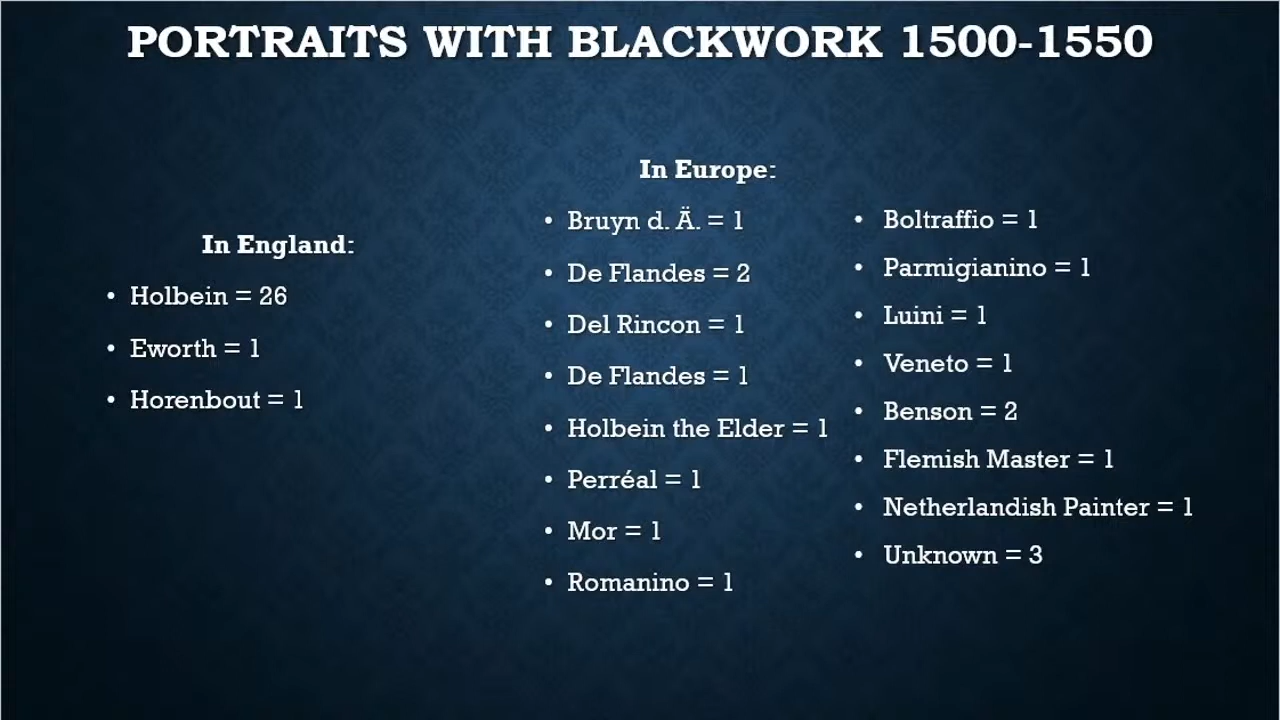 PORTRAITS WITH BLACKWORK 1500-1550
In England:
• Holbein = 26
• Eworth = 1
• Horenbout = 1
In Europe:
• Bruyn d. Ä. = 1
• De Flandes = 2
• Del Rincon = 1
• De Flandes = 1
• Holbein the Elder = 1
• Perréal = 1
• Mor = 1
• Romanino = 1
• Boltraffio = 1
• Parmigianino = 1
• Luini = 1
• Veneto = 1
• Benson = 2
• Flemish Master = 1
• Netherlandish Painter = 1
• Unknown = 3